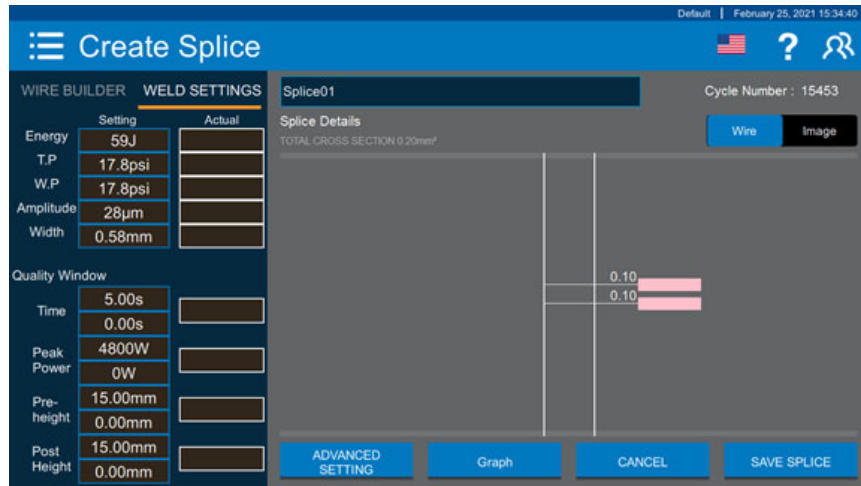 Default | February 25, 2021 15:34:40
Create Splice
?
WIRE BUILDER WELD SETTINGS
Setting Actual
Energy 59J
T.P 17.8psi
W.P 17.8psi
Amplitude 28μm
Width 0.58mm
Quality Window
Time
5.00s
0.00s
Peak Power
4800W
0W
Pre-
height
15.00mm
0.00mm
Post
Height
15.00mm
0.00mm
Splice01
Cycle Number : 15453
Splice Details
TOTAL CROSS SECTION 0.20mm²
Wire Image
0.10
0.10
ADVANCED
SETTING
Graph
CANCEL
SAVE SPLICE